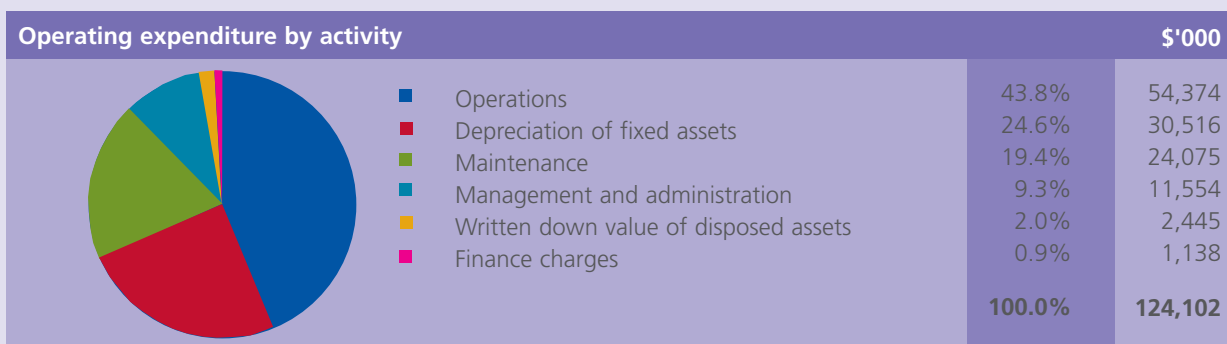 Operating expenditure by activity $'000
Operations 43.8% 54,374
Depreciation of fixed assets 24.6% 30,516
Maintenance 19.4% 24,075
Management and administration 9.3% 11,554
Written down value of disposed assets 2.0% 2,445
Finance charges 0.9% 1,138
100.0% 124,102